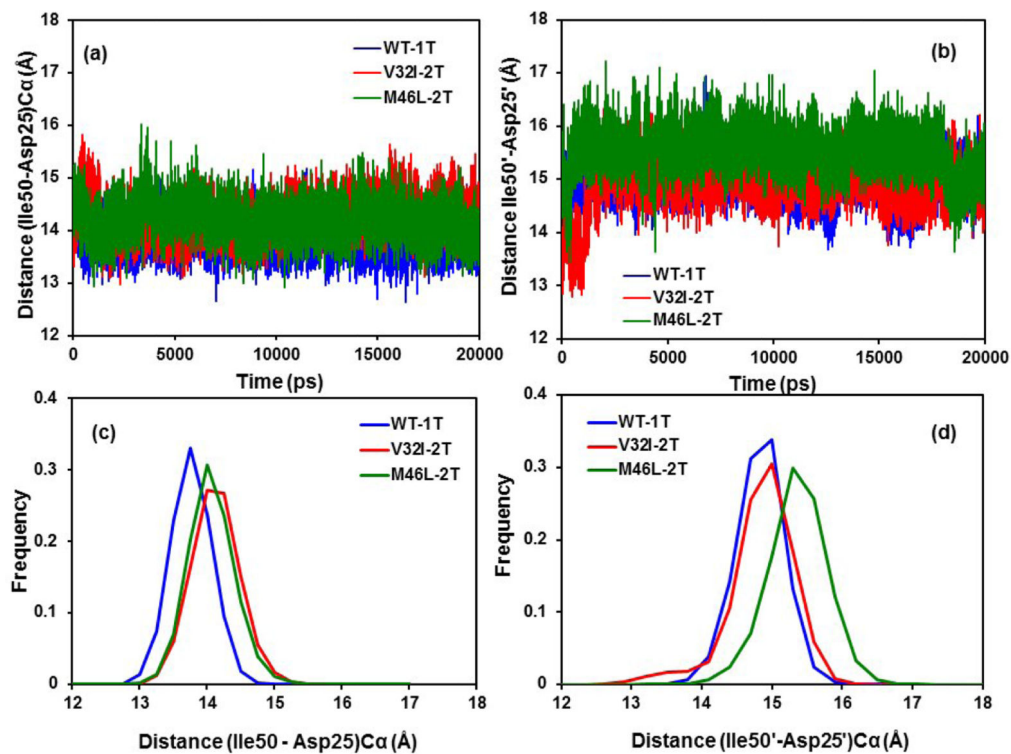 (a)
WT-1T
V32I-2T
M46L-2T
Distance (Ile50-Asp25)Cα (Å)
18
17
16
15
14
13
12
0
5000
10000
15000
20000
Time (ps)
(b)
WT-1T
V32I-2T
M46L-2T
Distance Ile50'-Asp25' (Å)
18
17
16
15
14
13
12
0
5000
10000
15000
20000
Time (ps)
(c)
WT-1T
V32I-2T
M46L-2T
Frequency
0.4
0.3
0.2
0.1
0
12
13
14
15
16
17
18
Distance (Ile50 - Asp25)Cα (Å)
(d)
WT-1T
V32I-2T
M46L-2T
Frequency
0.4
0.3
0.2
0.1
0
12
13
14
15
16
17
18
Distance (Ile50'-Asp25')Cα (Å)